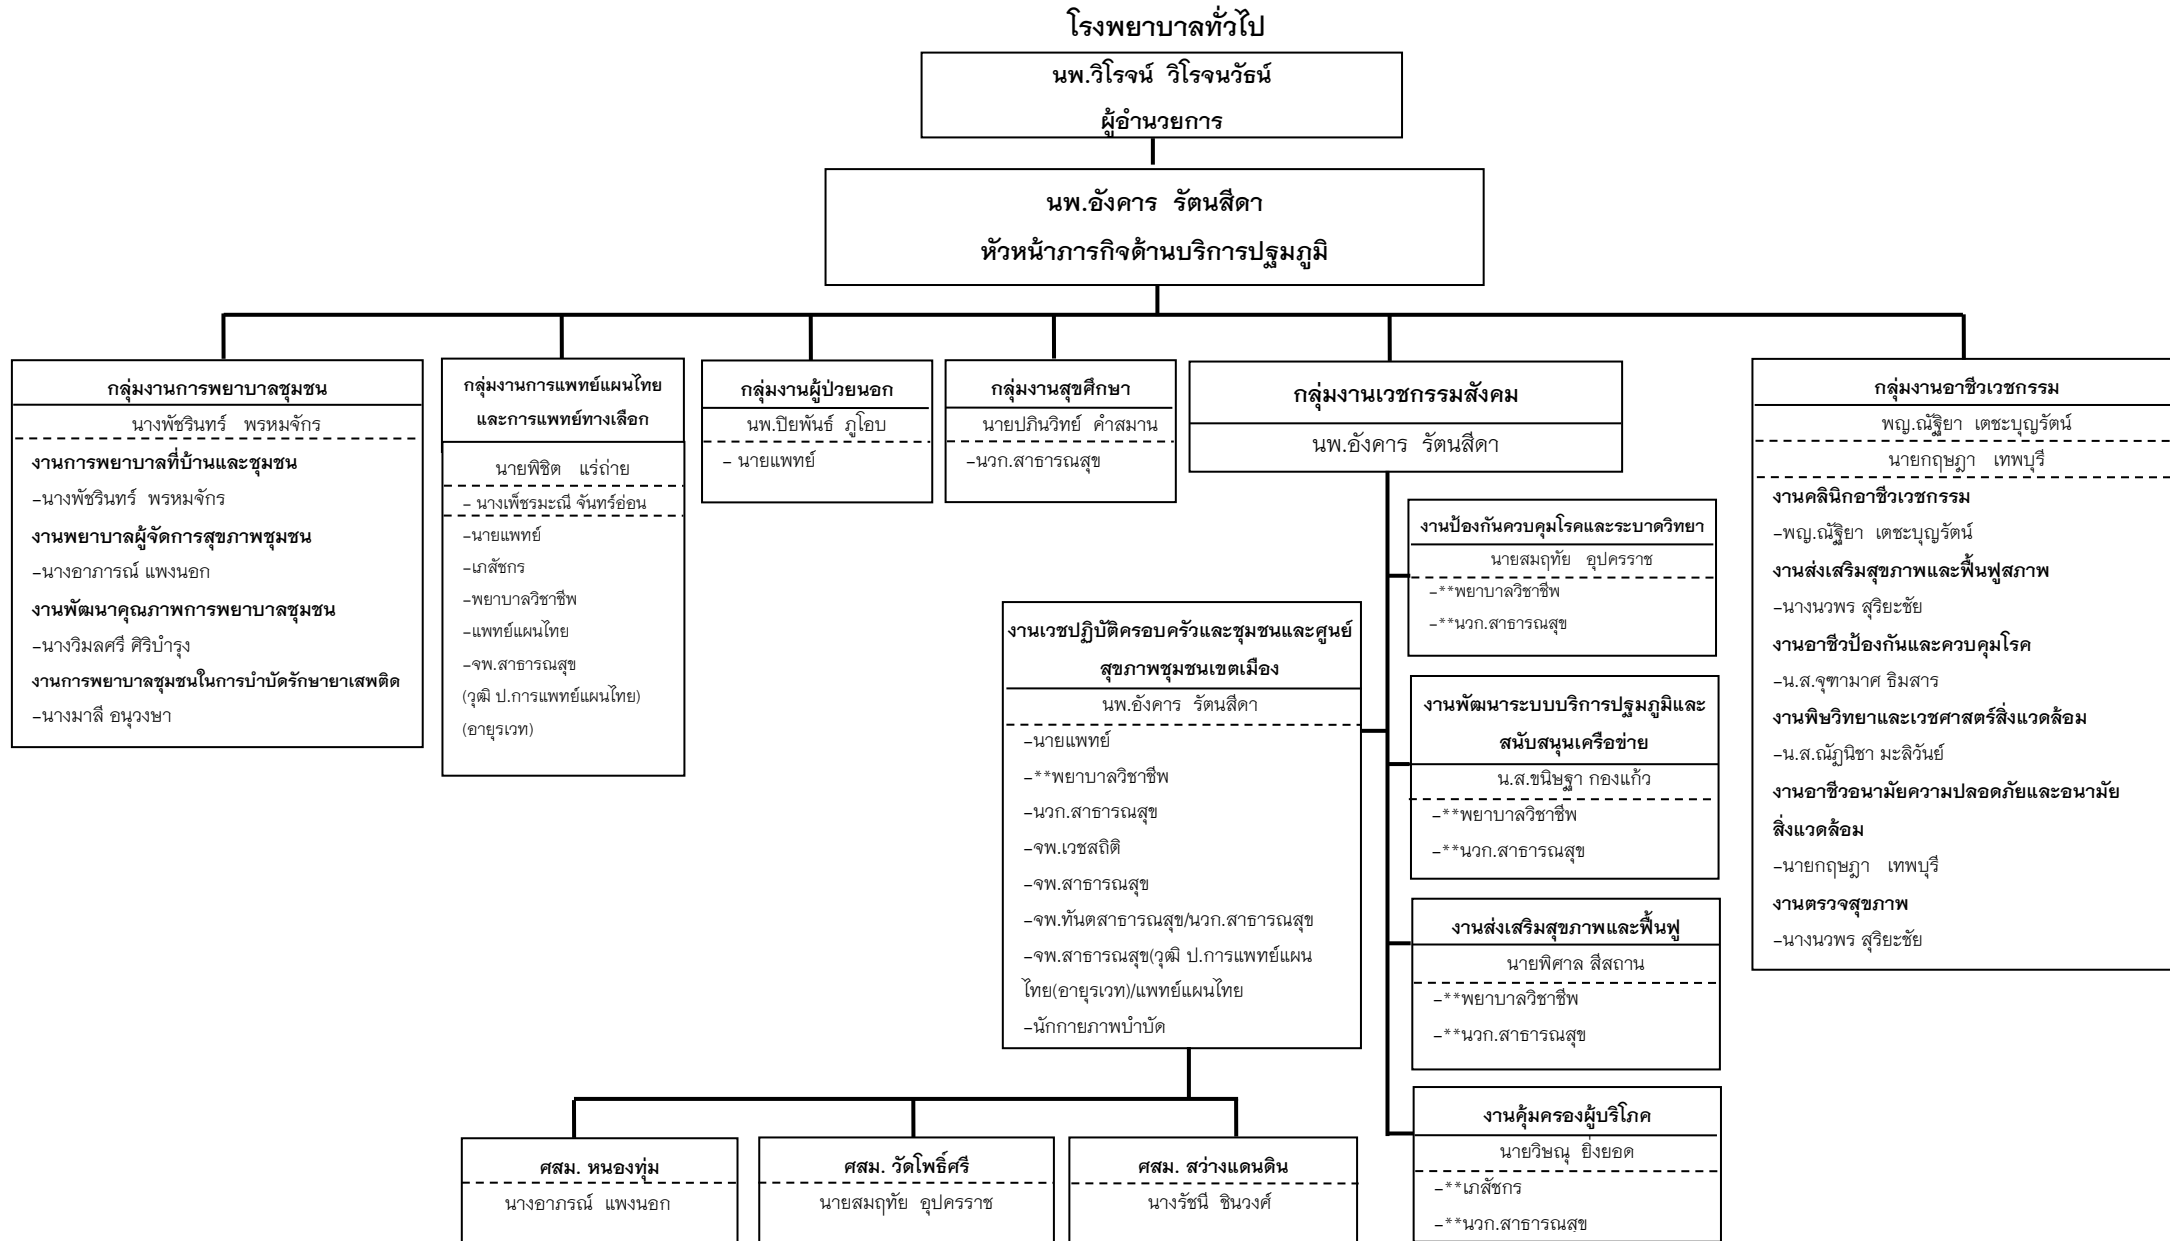 โรงพยาบาลทั่วไป
นพ.วิโรจน์ วิโรจนวัธน์
ผู้อำนวยการ
นพ.อังคาร รัตนสีดา
หัวหน้าภารกิจด้านบริการปฐมภูมิ
กลุ่มงานการพยาบาลชุมชน
นางพัชรินทร์ พรหมจักร
งานการพยาบาลที่บ้านและชุมชน
-นางพัชรินทร์ พรหมจักร
งานพยาบาลผู้จัดการสุขภาพชุมชน
-นางอาภารณ์ แพงนอก
งานพัฒนาคุณภาพการพยาบาลชุมชน
-นางวิมลศรี ศิริบำรุง
งานการพยาบาลชุมชนในการบำบัดรักษายาเสพติด
-นางมาลี อนุวงษา
กลุ่มงานการแพทย์แผนไทย
และการแพทย์ทางเลือก
นายพิชิต แร่ถ่าย
- นางเพ็ชรมะณี จันทร์อ่อน
-นายแพทย์
-เภสัชกร
-พยาบาลวิชาชีพ
-แพทย์แผนไทย
-จพ.สาธารณสุข
(วุฒิ ป.การแพทย์แผนไทย)
(อายุรเวท)
กลุ่มงานผู้ป่วยนอก
นพ.ปิยพันธ์ ภูโอบ
- นายแพทย์
กลุ่มงานสุขศึกษา
นายปภินวิทย์ คำสมาน
-นวก.สาธารณสุข
กลุ่มงานเวชกรรมสังคม
นพ.อังคาร รัตนสีดา
งานป้องกันควบคุมโรคและระบาดวิทยา
นายสมฤทัย อุปครราช
-**พยาบาลวิชาชีพ
-**นวก.สาธารณสุข
งานพัฒนาระบบบริการปฐมภูมิและ
สนับสนุนเครือข่าย
น.ส.ขนิษฐา กองแก้ว
-**พยาบาลวิชาชีพ
-**นวก.สาธารณสุข
งานส่งเสริมสุขภาพและฟื้นฟู
นายพิศาล สีสถาน
-**พยาบาลวิชาชีพ
-**นวก.สาธารณสุข
งานคุ้มครองผู้บริโภค
นายวิษณุ ยิ่งยอด
-**เภสัชกร
-**นวก.สาธารณสุข
งานเวชปฏิบัติครอบครัวและชุมชนและศูนย์
สุขภาพชุมชนเขตเมือง
นพ.อังคาร รัตนสีดา
-นายแพทย์
-**พยาบาลวิชาชีพ
-นวก.สาธารณสุข
-จพ.เวชสถิติ
-จพ.สาธารณสุข
-จพ.ทันตสาธารณสุข/นวก.สาธารณสุข
-จพ.สาธารณสุข(วุฒิ ป.การแพทย์แผน
ไทย(อายุรเวท)/แพทย์แผนไทย
-นักกายภาพบำบัด
ศสม. หนองทุ่ม
นางอาภรณ์ แพงนอก
ศสม. วัดโพธิ์ศรี
นายสมฤทัย อุปครราช
ศสม. สว่างแดนดิน
นางรัชนี ชินวงศ์
กลุ่มงานอาชีวเวชกรรม
พญ.ณัฐิยา เตชะบุญรัตน์
นายกฤษฎา เทพบุรี
งานคลินิกอาชีวเวชกรรม
-พญ.ณัฐิยา เตชะบุญรัตน์
งานส่งเสริมสุขภาพและฟื้นฟูสภาพ
-นางนวพร สุริยะชัย
งานอาชีวป้องกันและควบคุมโรค
-น.ส.จุฑามาศ ธิมสาร
งานพิษวิทยาและเวชศาสตร์สิ่งแวดล้อม
-น.ส.ณัฏนิชา มะลิวันย์
งานอาชีวอนามัยความปลอดภัยและอนามัย
สิ่งแวดล้อม
-นายกฤษฎา เทพบุรี
งานตรวจสุขภาพ
-นางนวพร สุริยะชัย